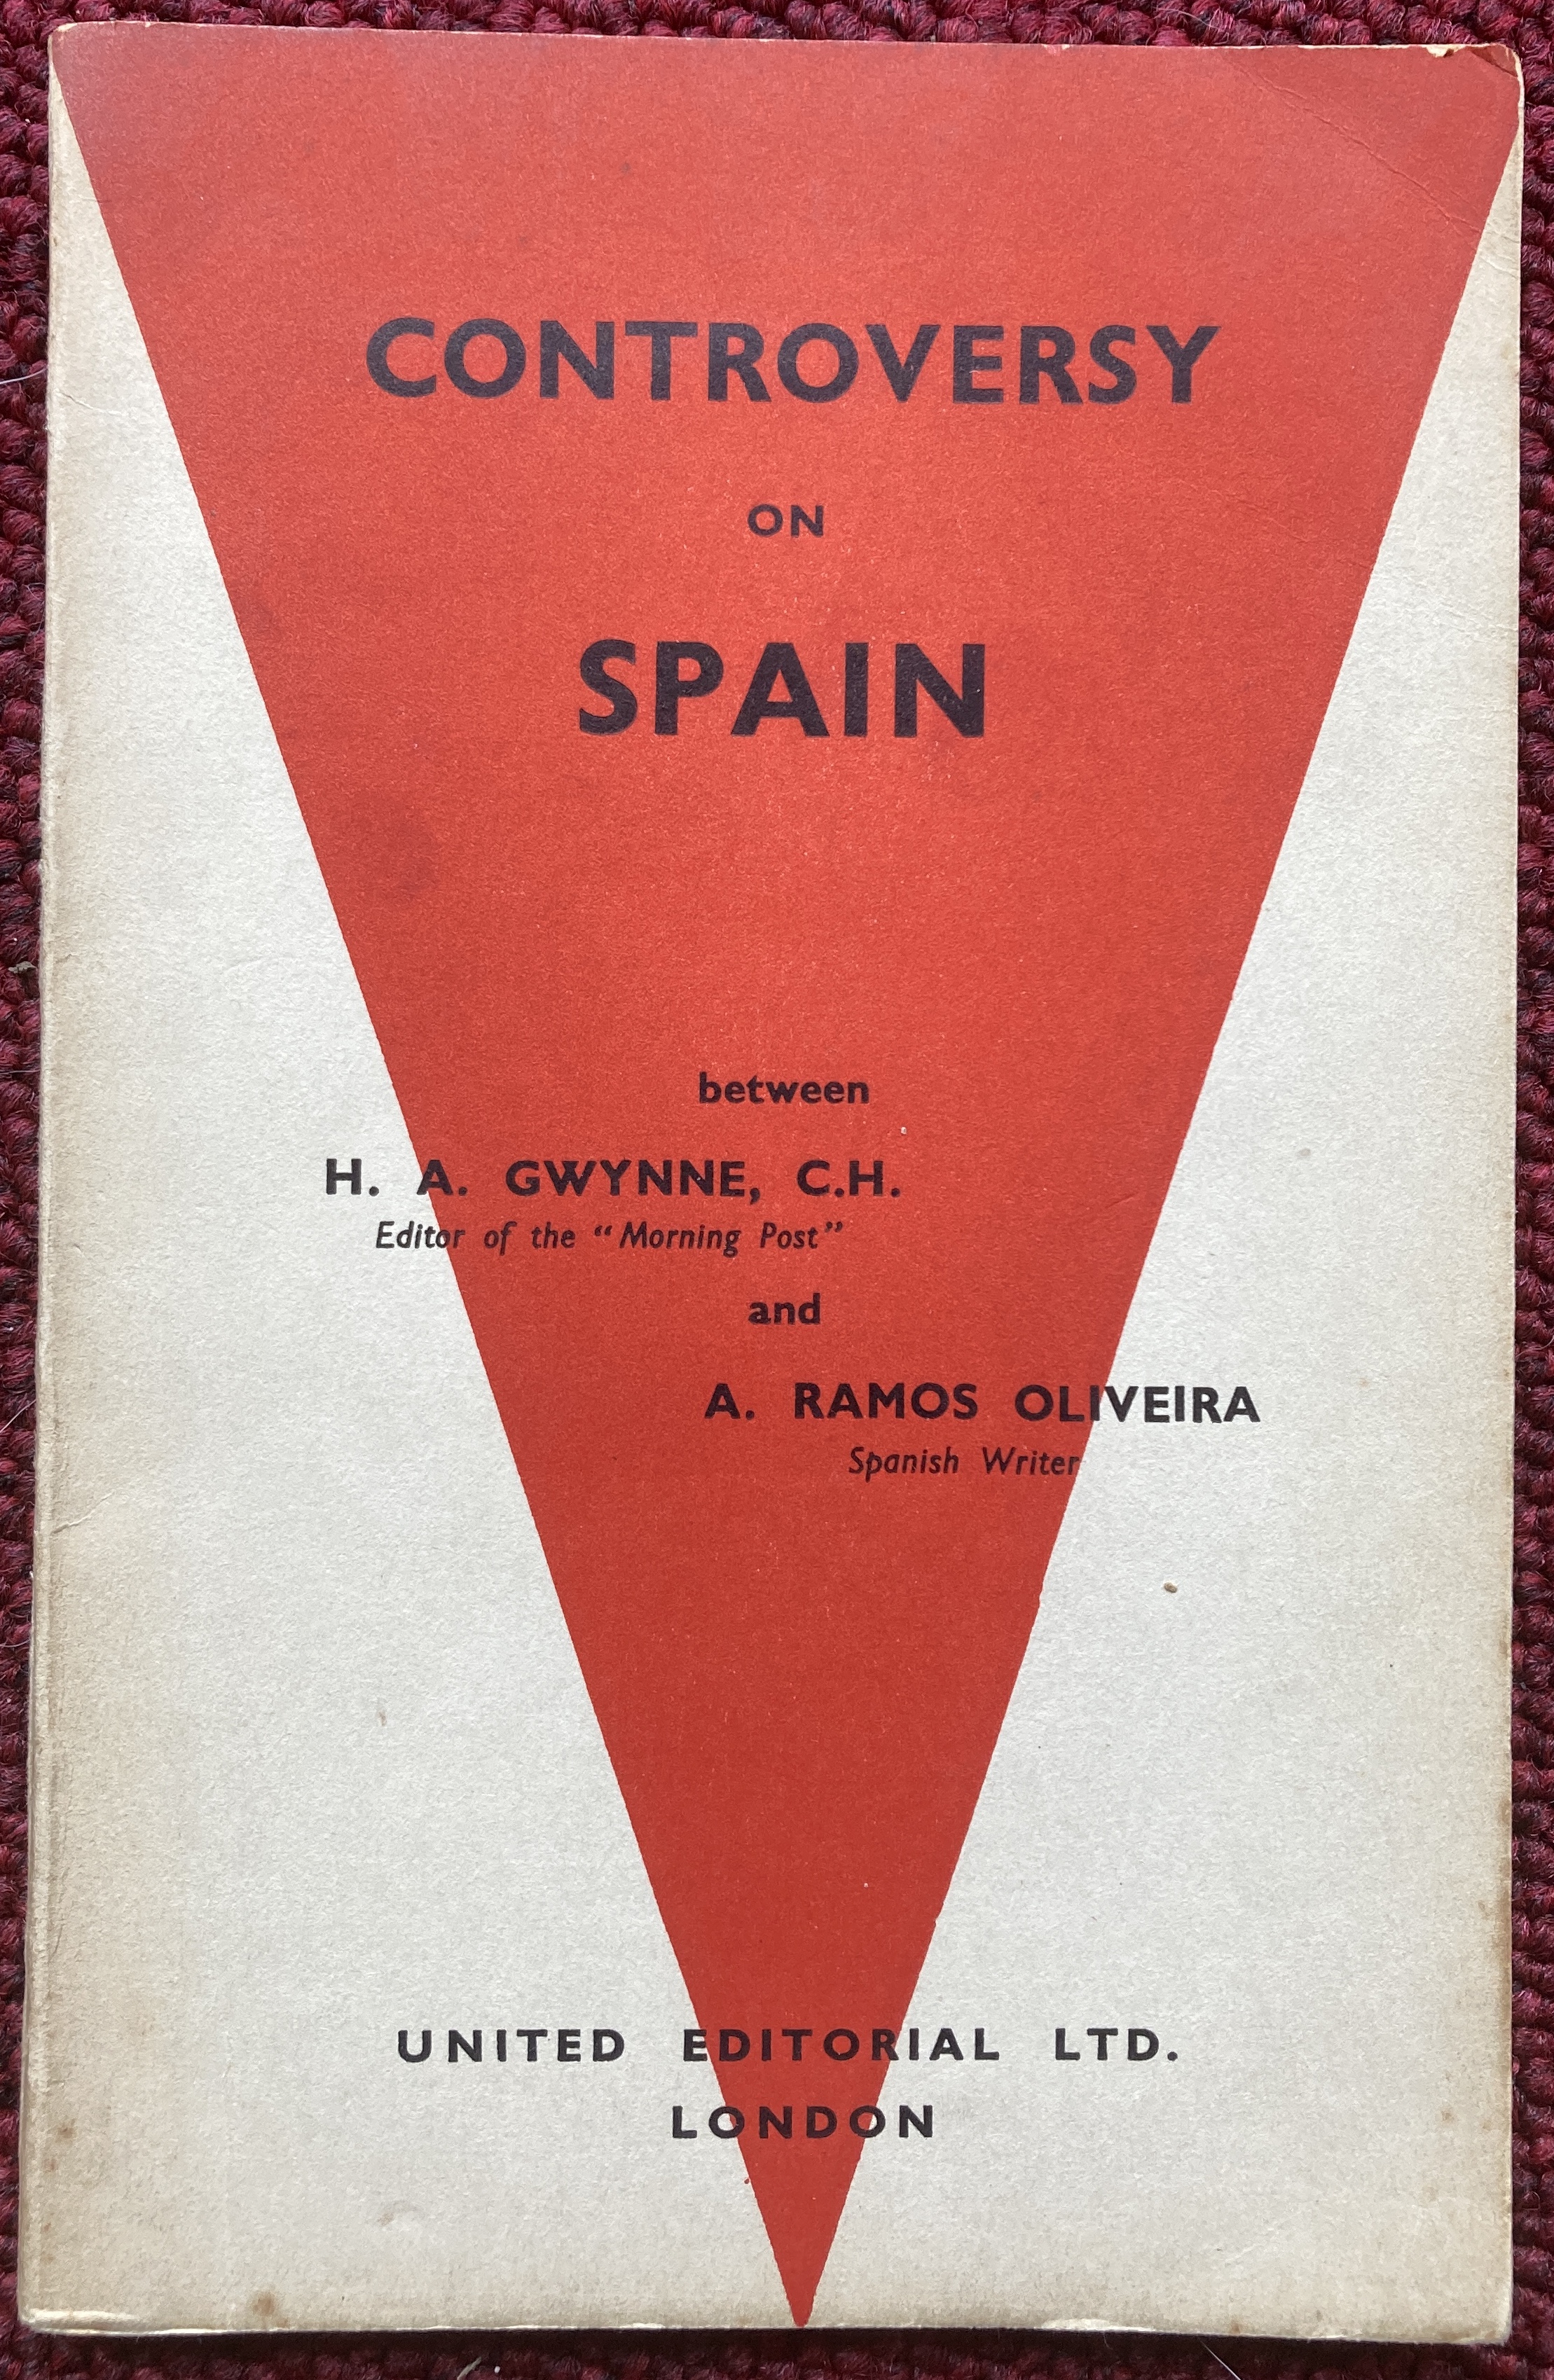 CONTROVERSY
ON
SPAIN
between
H. A. GWYNNE, C.H.
Editor of the “Morning Post”
and
A. RAMOS OLIVEIRA
Spanish Writer
UNITED EDITORIAL LTD.
LONDON